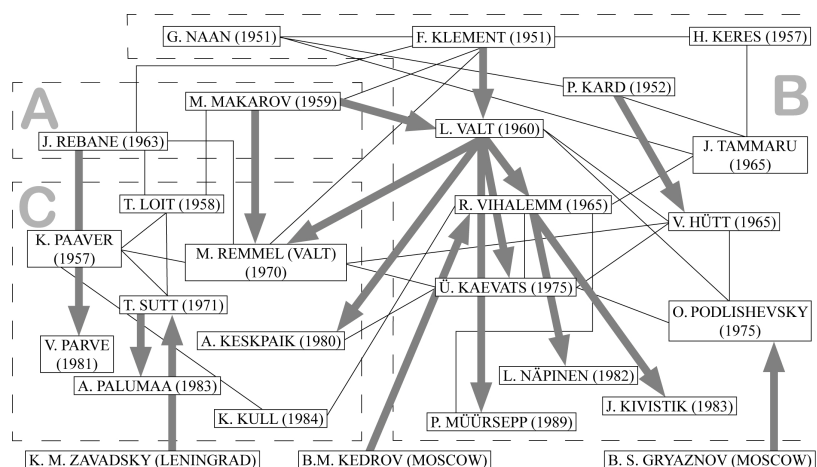 G. NAAN (1951)
F. KLEMENT (1951)
H. KERES (1957)
A
M. MAKAROV (1959)
P. KARD (1952)
B
L. VALT (1960)
J. REBANE (1963)
J. TAMMARU
(1965)
C
T. LOIT (1958)
R. VIHALEMM (1965)
V. HÜTT (1965)
K. PAAVER
(1957)
M. REMMEL (VALT)
(1970)
Ü. KAEVATS (1975)
T. SUTT (1971)
O. PODLISHEVSKY
(1975)
A. KESKPAIK (1980)
V. PARVE
(1981)
A. PALUMAA (1983)
L. NÄPINEN (1982)
J. KIVISTIK (1983)
K. KULL (1984)
P. MÜÜRSEPP (1989)
K. M. ZAVADSKY (LENINGRAD)
B.M. KEDROV (MOSCOW)
B. S. GRYAZNOV (MOSCOW)